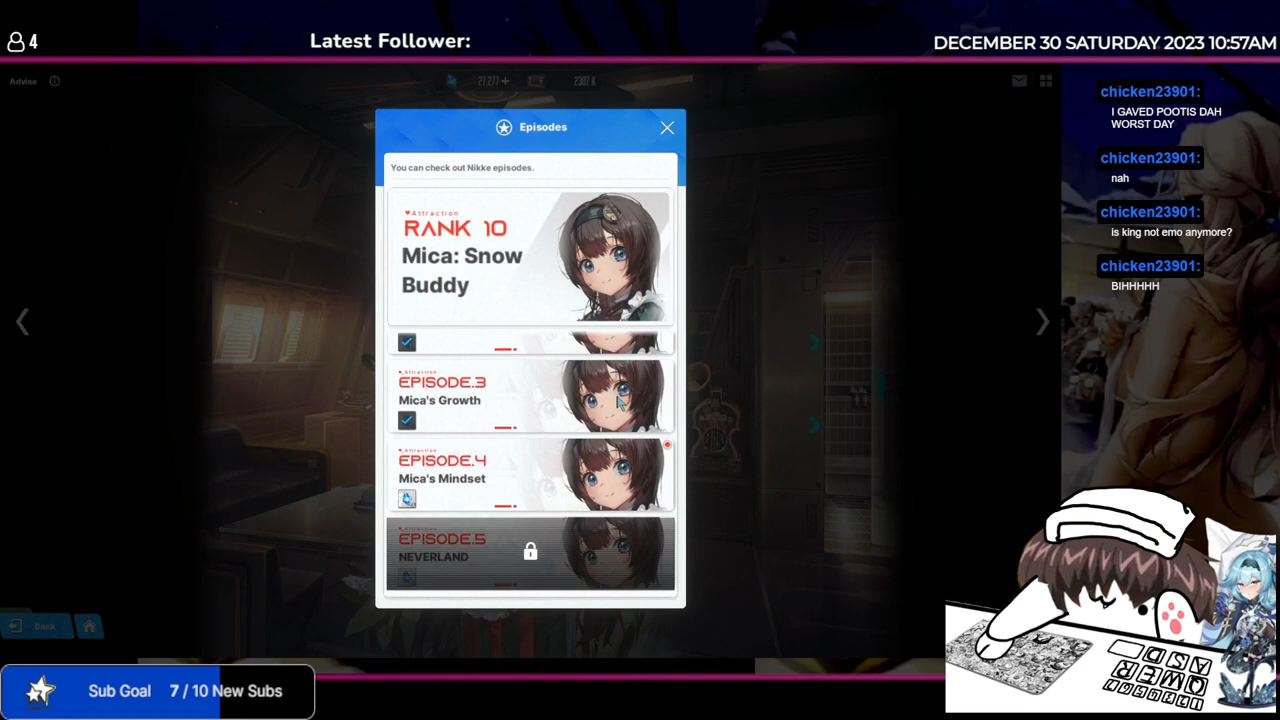 4
Latest Follower:
DECEMBER 30 SATURDAY 2023 10:57AM
Advise
27,277
2387 K
Episodes
You can check out Nikke episodes.
Attraction
RANK 10
Mica: Snow
Buddy
Attraction
EPISODE.3
Mica's Growth
Attraction
EPISODE.4
Mica's Mindset
EPISODE.5
NEVERLAND
Back
chicken23901:
I GAVED POOTIS DAH
WORST DAY
chicken23901:
nah
chicken23901:
is king not emo anymore?
chicken23901:
BIHHHHH
Sub Goal 7 / 10 New Subs